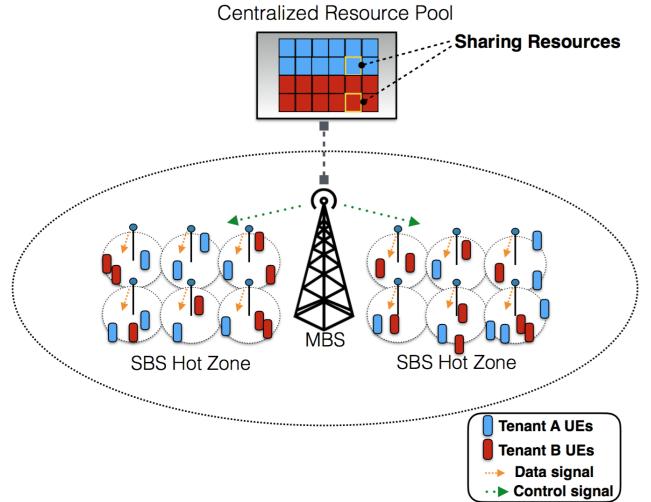 Centralized Resource Pool
Sharing Resources
MBS
SBS Hot Zone
SBS Hot Zone
Tenant A UEs
Tenant B UEs
Data signal
Control signal